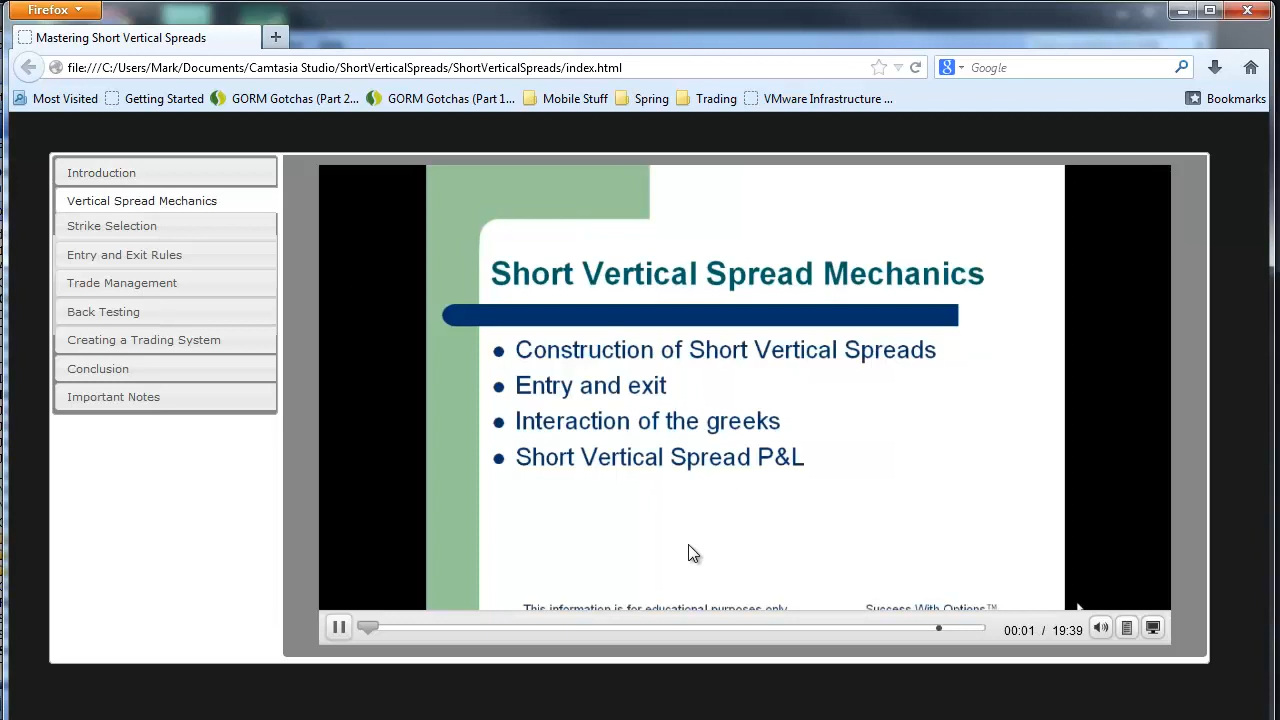 Firefox
Mastering Short Vertical Spreads
file:///C:/Users/Mark/Documents/Camtasia Studio/ShortVerticalSpreads/ShortVerticalSpreads/index.html
8 Google
Most Visited Getting Started GORM Gotchas (Part 2... GORM Gotchas (Part 1... Mobile Stuff Spring Trading VMware Infrastructure ... Bookmarks
Introduction
Vertical Spread Mechanics
Strike Selection
Entry and Exit Rules
Trade Management
Back Testing
Creating a Trading System
Conclusion
Important Notes
Short Vertical Spread Mechanics
● Construction of Short Vertical Spreads
● Entry and exit
● Interaction of the greeks
● Short Vertical Spread P&L
This information is for educational purposes only Success With Options™
00:01 / 19:39